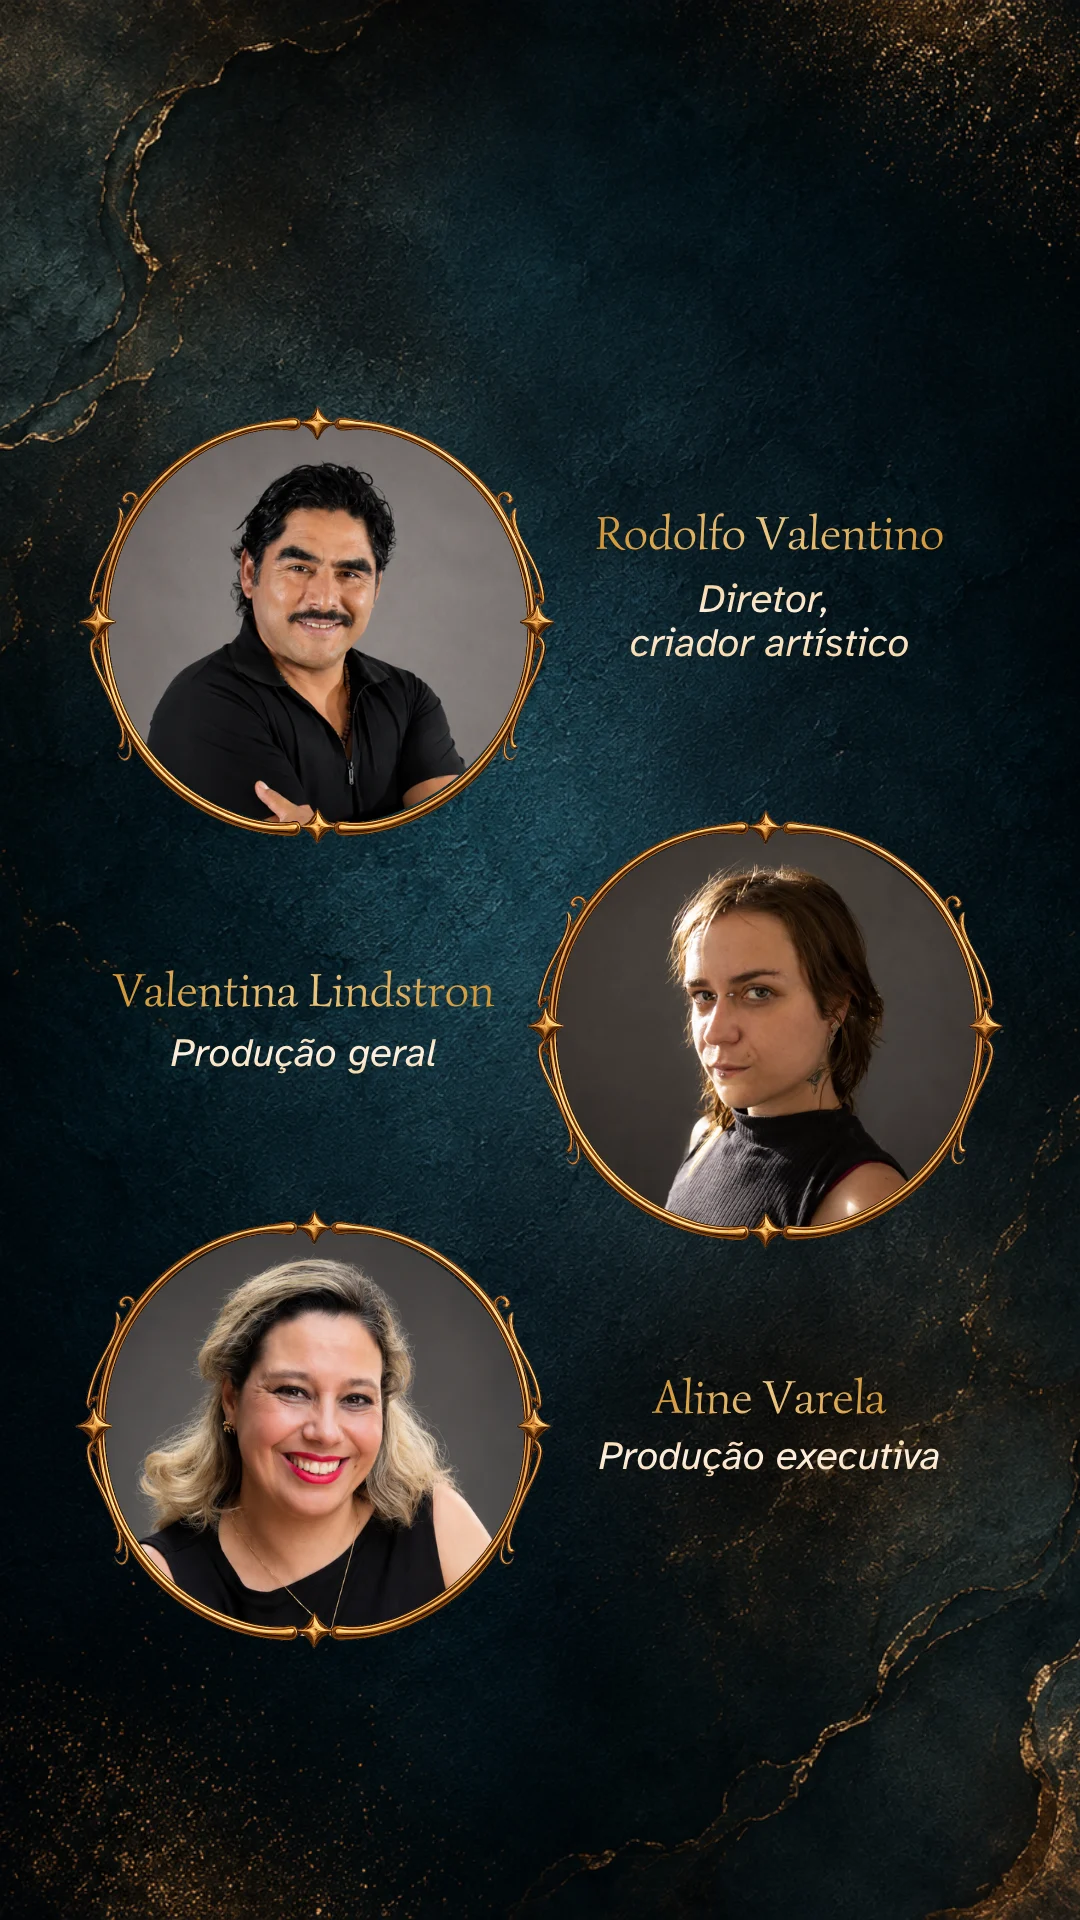 Rodolfo Valentino
Diretor,
criador artístico
Valentina Lindstron
Produção geral
Aline Varela
Produção executiva